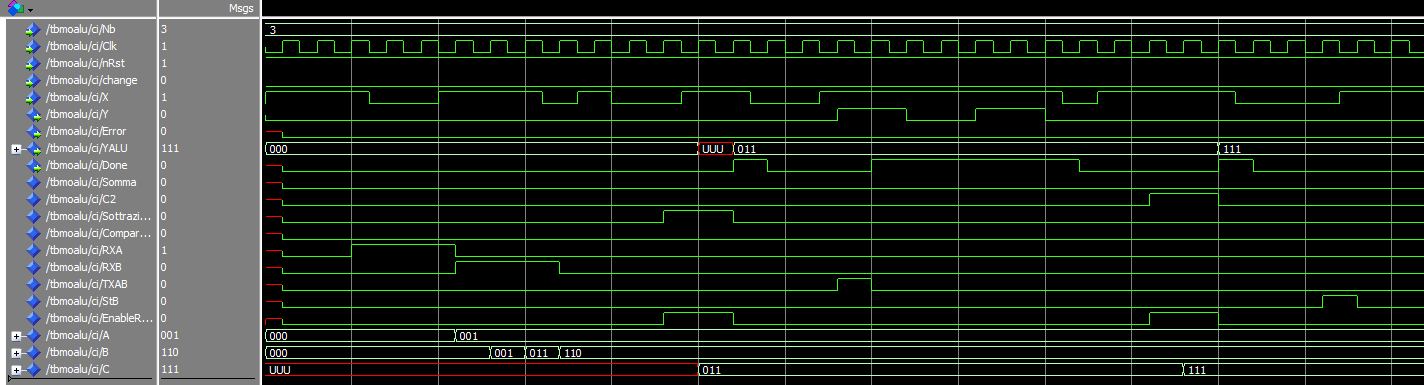 Msgs
/tbmoalu/ci/Nb 3 3
/tbmoalu/ci/Clk 1
/tbmoalu/ci/nRst 1
/tbmoalu/ci/change 0
/tbmoalu/ci/X 1
/tbmoalu/ci/Y 0
/tbmoalu/ci/Error 0
/tbmoalu/ci/YALU 111 000 UUU 011 111
/tbmoalu/ci/Done 0
/tbmoalu/ci/Somma 0
/tbmoalu/ci/C2 0
/tbmoalu/ci/Sottrazi... 0
/tbmoalu/ci/Compar... 0
/tbmoalu/ci/RXA 1
/tbmoalu/ci/RXB 0
/tbmoalu/ci/TXAB 0
/tbmoalu/ci/StB 0
/tbmoalu/ci/EnableR... 0
/tbmoalu/ci/A 001 000 001
/tbmoalu/ci/B 110 000 001 011 110
/tbmoalu/ci/C 111 UUU 011 111